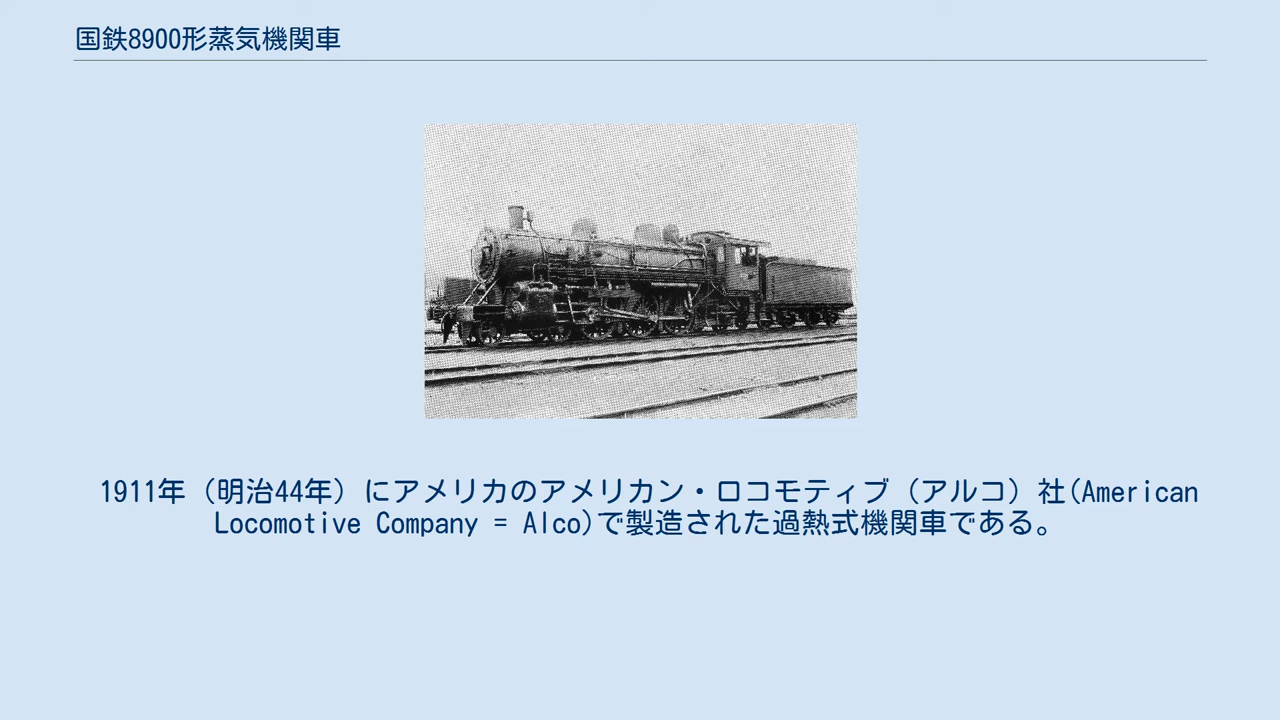 国鉄8900形蒸気機関車
1911年（明治44年）にアメリカのアメリカン・ロコモティブ（アルコ）社(American
Locomotive Company = Alco)で製造された過熱式機関車である。